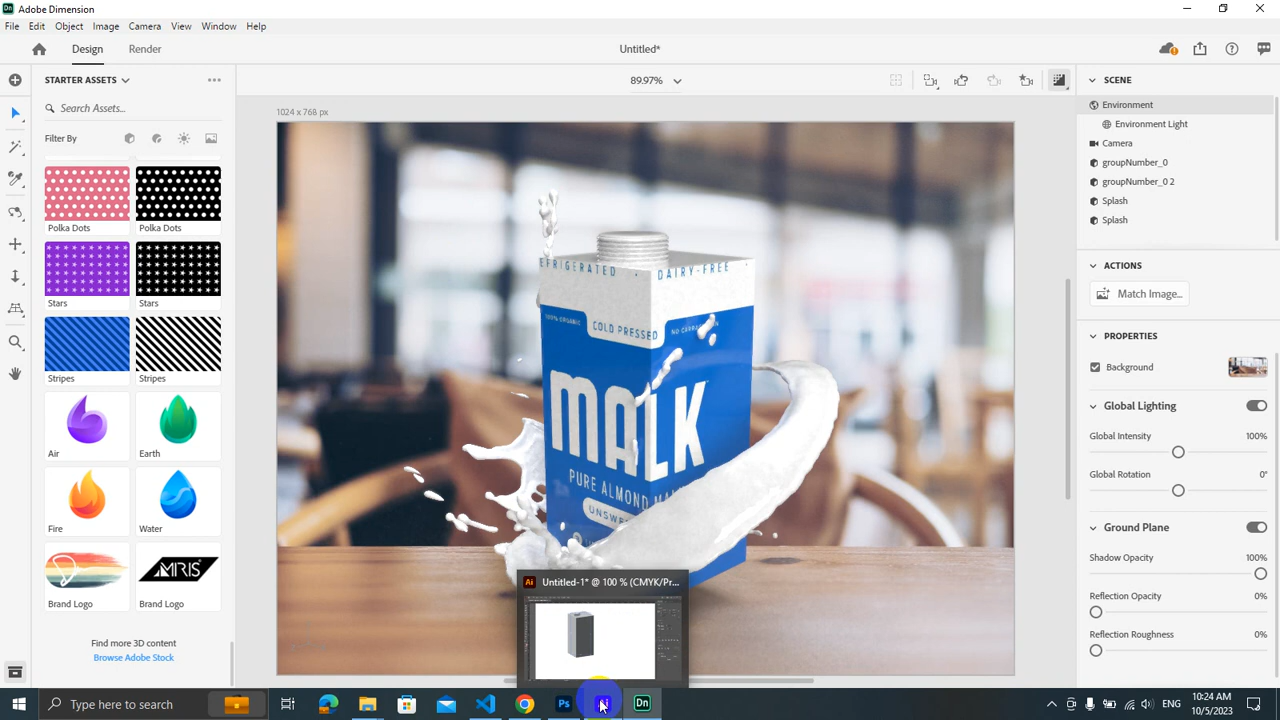 Adobe Dimension
File Edit Object Image Camera View Window Help
Design Render Untitled*
STARTER ASSETS
89.97%
Search Assets...
Filter By
1024 x 768 px
Polka Dots Polka Dots
Stars Stars
Stripes Stripes
Air Earth
Fire Water
MRIS
Brand Logo Brand Logo
Find more 3D content
Browse Adobe Stock
EFRIGERATED · DAIRY-FREE
100% ORGANIC
COLD PRESSED
MALK
PURE ALMOND
UNSWE
Ai Untitled-1* @ 100 % (CMYK/Pr...
SCENE
Environment
Environment Light
Camera
groupNumber_0
groupNumber_0 2
Splash
Splash
ACTIONS
Match Image...
PROPERTIES
Background
Global Lighting
Global Intensity 100%
Global Rotation 0°
Ground Plane
Shadow Opacity 100%
Reflection Opacity 0%
Reflection Roughness 0%
Type here to search
Ps
Dn
ENG
10:24 AM
10/5/2023